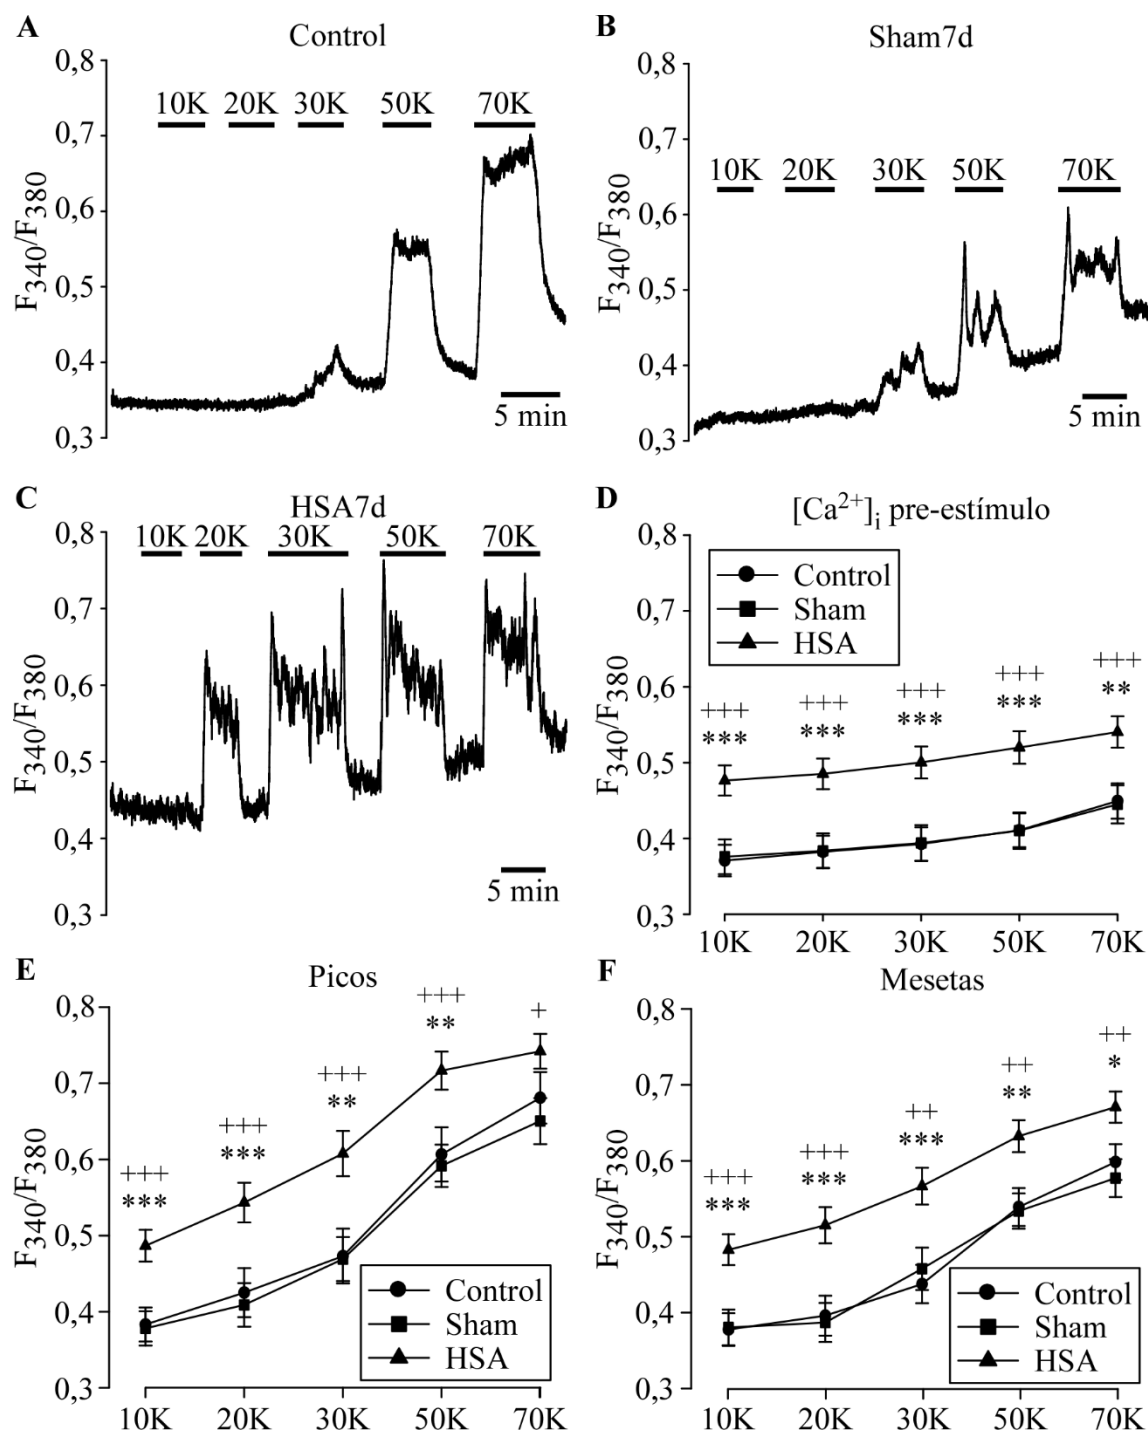 A
Control
0,8
0,7
0,6
0,5
0,4
0,3
F340/F380
10K 20K 30K 50K 70K
5 min
B
Sham7d
0,8
0,7
0,6
0,5
0,4
0,3
F340/F380
10K 20K 30K 50K 70K
5 min
C
HSA7d
0,8
0,7
0,6
0,5
0,4
0,3
F340/F380
10K 20K 30K 50K 70K
5 min
D
[Ca2+]i pre-estímulo
0,8
0,7
0,6
0,5
0,4
0,3
F340/F380
Control
Sham
HSA
+++ +++ +++ +++ +++
*** *** *** *** **
10K 20K 30K 50K 70K
E
Picos
0,8
0,7
0,6
0,5
0,4
0,3
F340/F380
+++ +++ +++ +++ +
*** *** ** **
Control
Sham
HSA
10K 20K 30K 50K 70K
F
Mesetas
0,8
0,7
0,6
0,5
0,4
0,3
F340/F380
+++ +++ ++ ++ ++
*** *** *** ** *
Control
Sham
HSA
10K 20K 30K 50K 70K